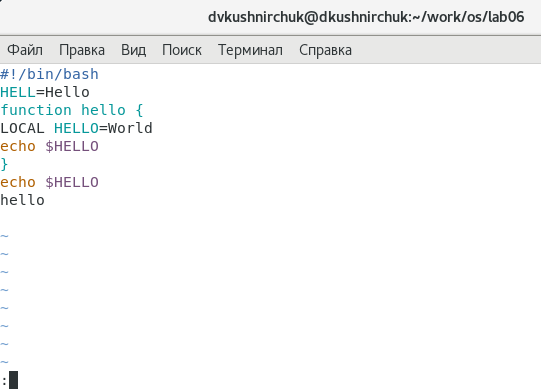 dvkushnirchuk@dkushnirchuk:~/work/os/lab06
Файл Правка Вид Поиск Терминал Справка
#!/bin/bash
HELL=Hello
function hello {
LOCAL HELLO=World
echo $HELLO
}
echo $HELLO
hello
~
~
~
~
~
~
~
~
: